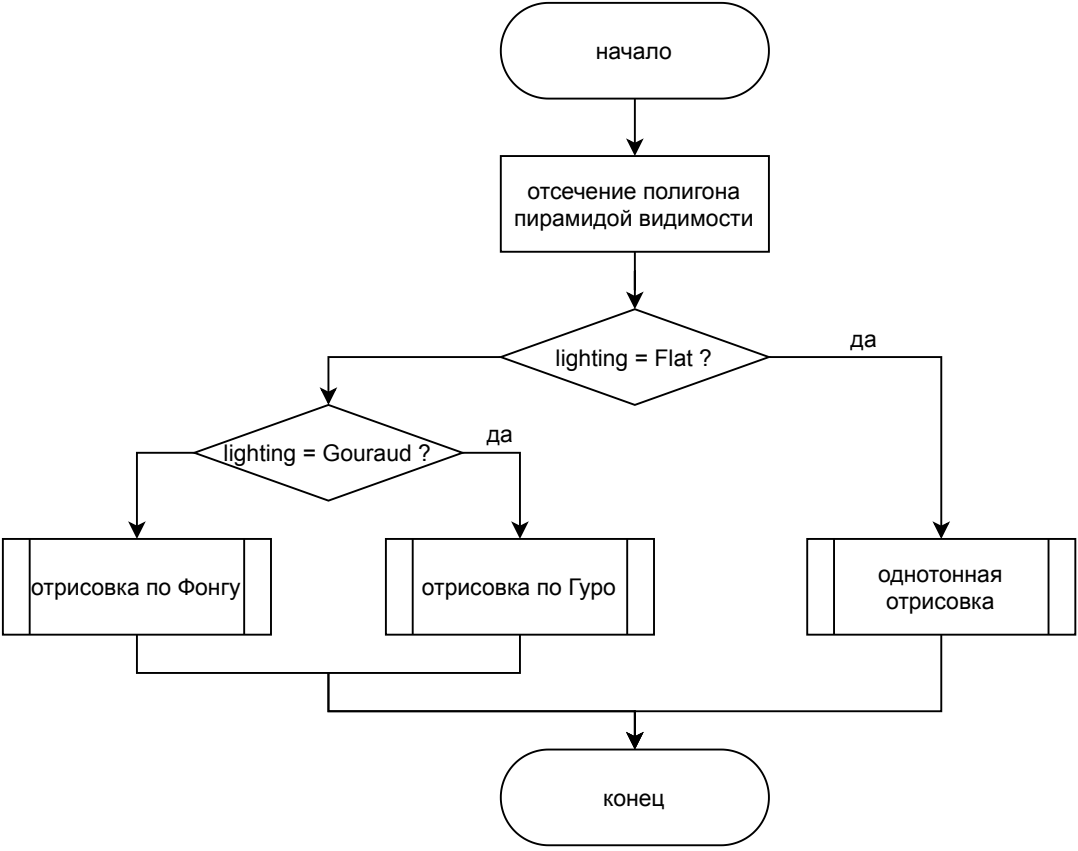 начало
отсечение полигона
пирамидой видимости
lighting = Flat ?
да
lighting = Gouraud ?
да
отрисовка по Фонгу
отрисовка по Гуро
однотонная
отрисовка
конец